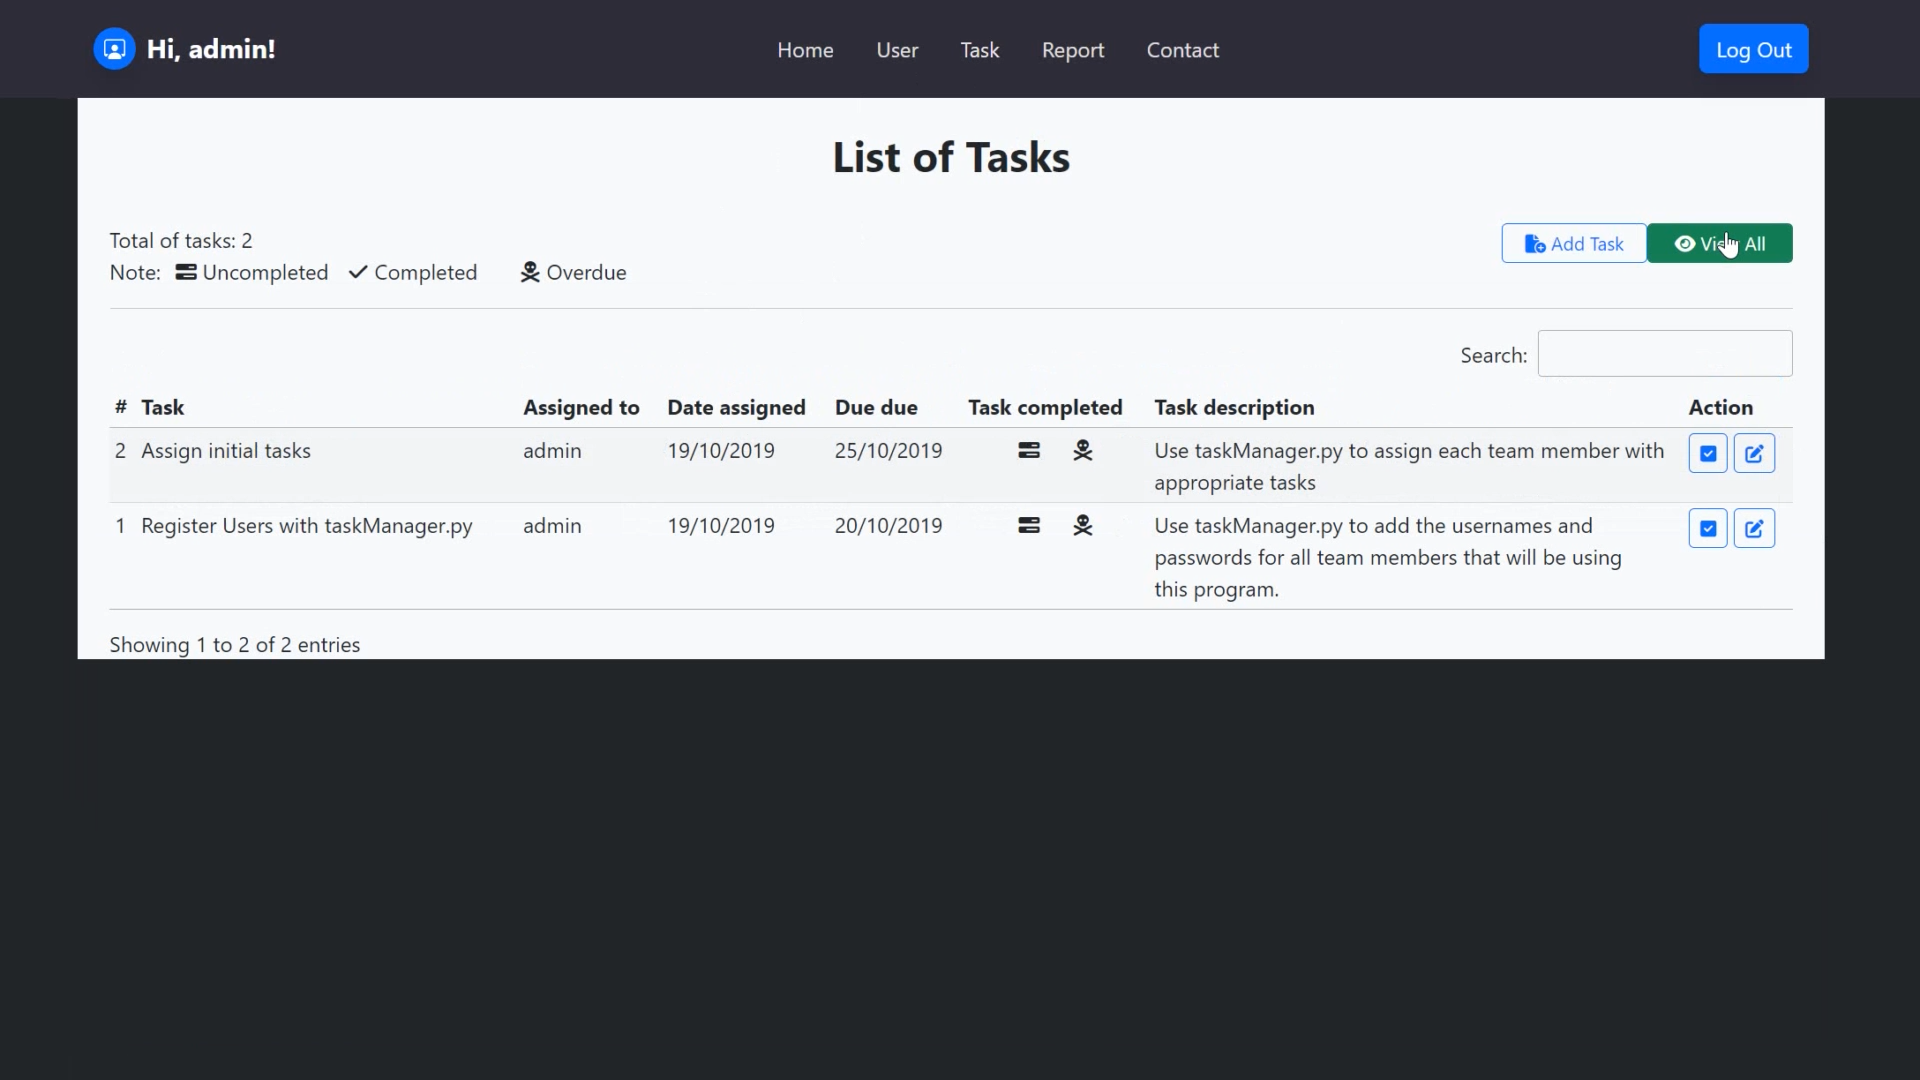 Hi, admin!
Home User Task Report Contact
Log Out
List of Tasks
Total of tasks: 2
Note: Uncompleted Completed Overdue
Add Task
All
Search:
# Task Assigned to Date assigned Due due Task completed Task description Action
2 Assign initial tasks admin 19/10/2019 25/10/2019 Use taskManager.py to assign each team member with
appropriate tasks
1 Register Users with taskManager.py admin 19/10/2019 20/10/2019 Use taskManager.py to add the usernames and
passwords for all team members that will be using
this program.
Showing 1 to 2 of 2 entries